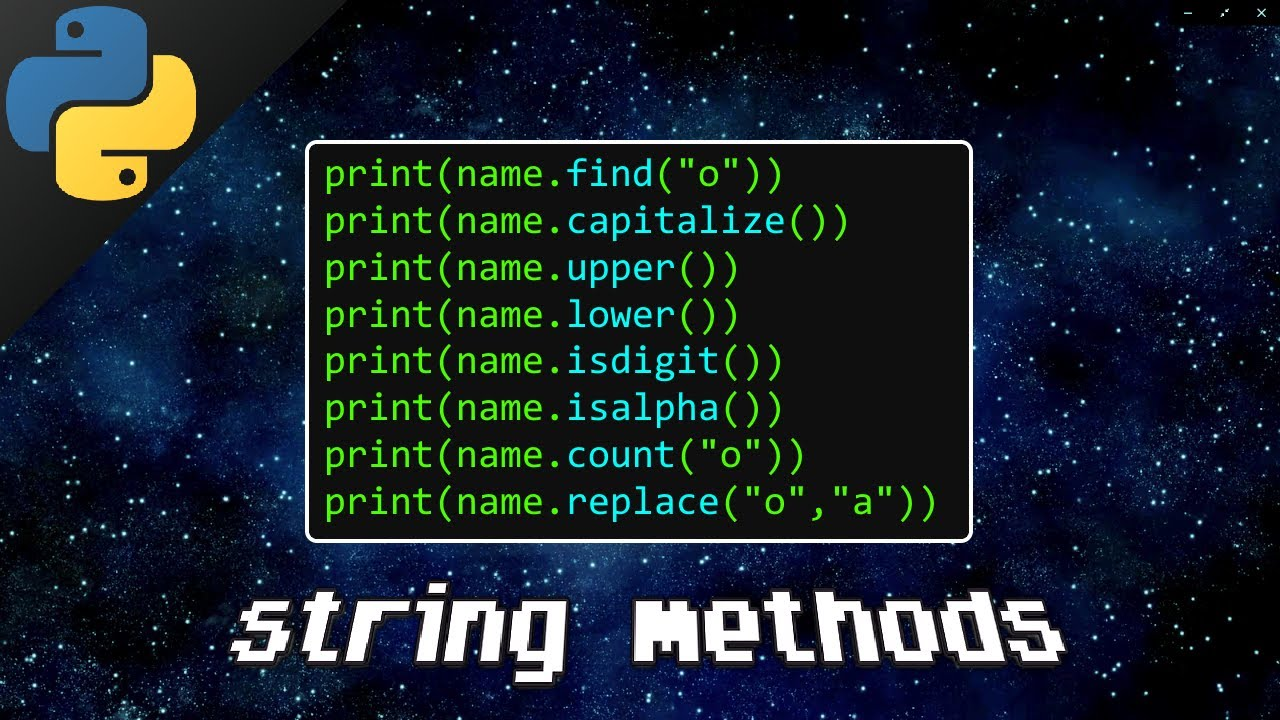 print(name.find("o"))
print(name.capitalize())
print(name.upper())
print(name.lower())
print(name.isdigit())
print(name.isalpha())
print(name.count("o"))
print(name.replace("o","a"))
string methods